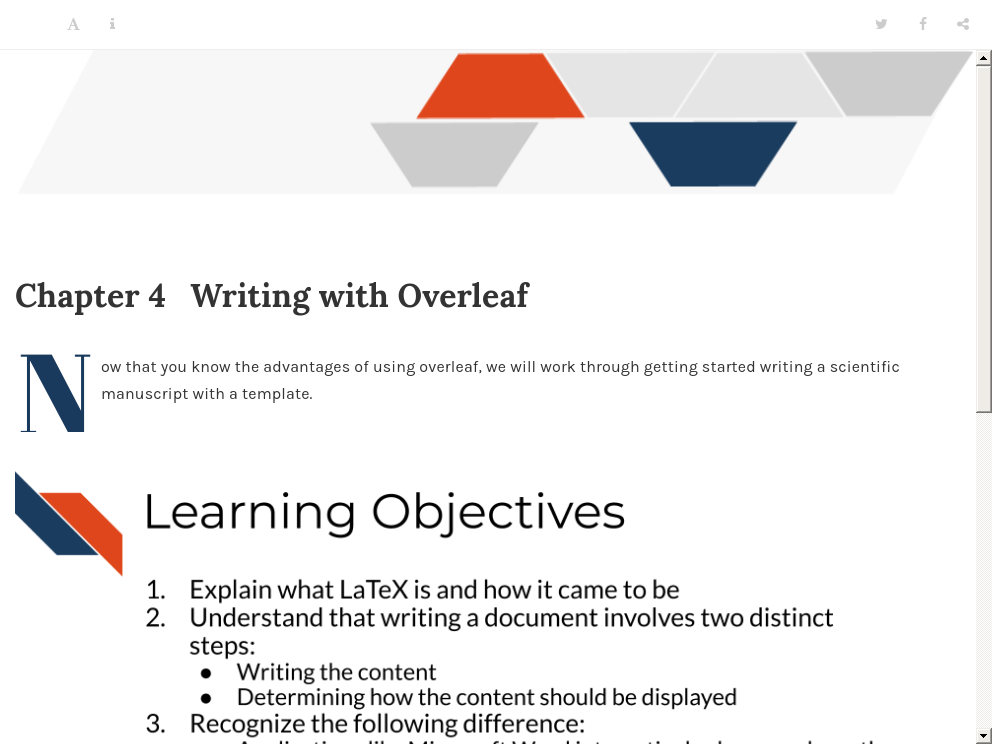 Chapter 4 Writing with Overleaf
Now that you know the advantages of using overleaf, we will work through getting started writing a scientific
manuscript with a template.
Learning Objectives
1. Explain what LaTeX is and how it came to be
2. Understand that writing a document involves two distinct
steps:
● Writing the content
● Determining how the content should be displayed
3. Recognize the following difference: